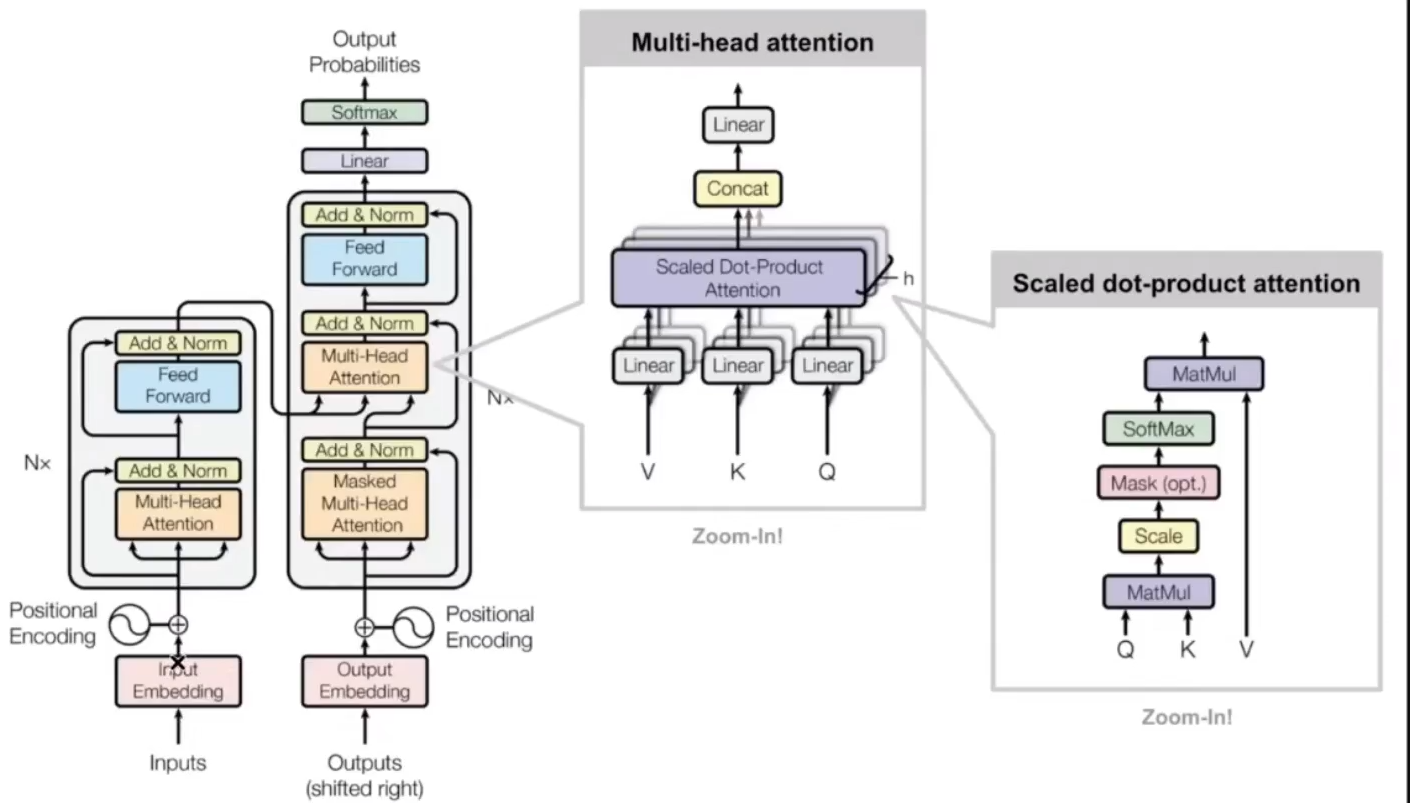 Output
Probabilities
Softmax
Linear
Add & Norm
Feed
Forward
Add & Norm
Multi-Head
Attention
Nx
Add & Norm
Masked
Multi-Head
Attention
Positional
Encoding
Output
Embedding
Outputs
(shifted right)
Add & Norm
Feed
Forward
Nx
Add & Norm
Multi-Head
Attention
Positional
Encoding
Input
Embedding
Inputs
Multi-head attention
Linear
Concat
Scaled Dot-Product
Attention
h
Linear Linear Linear
V K Q
Zoom-In!
Scaled dot-product attention
MatMul
SoftMax
Mask (opt.)
Scale
MatMul
Q K V
Zoom-In!